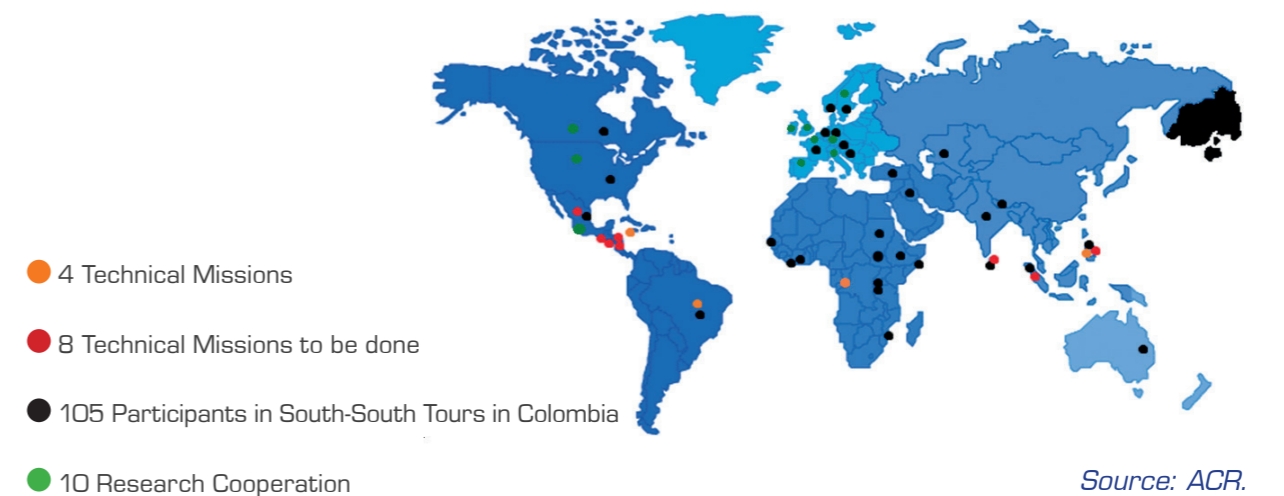 4 Technical Missions
8 Technical Missions to be done
105 Participants in South-South Tours in Colombia
10 Research Cooperation
Source: ACR.